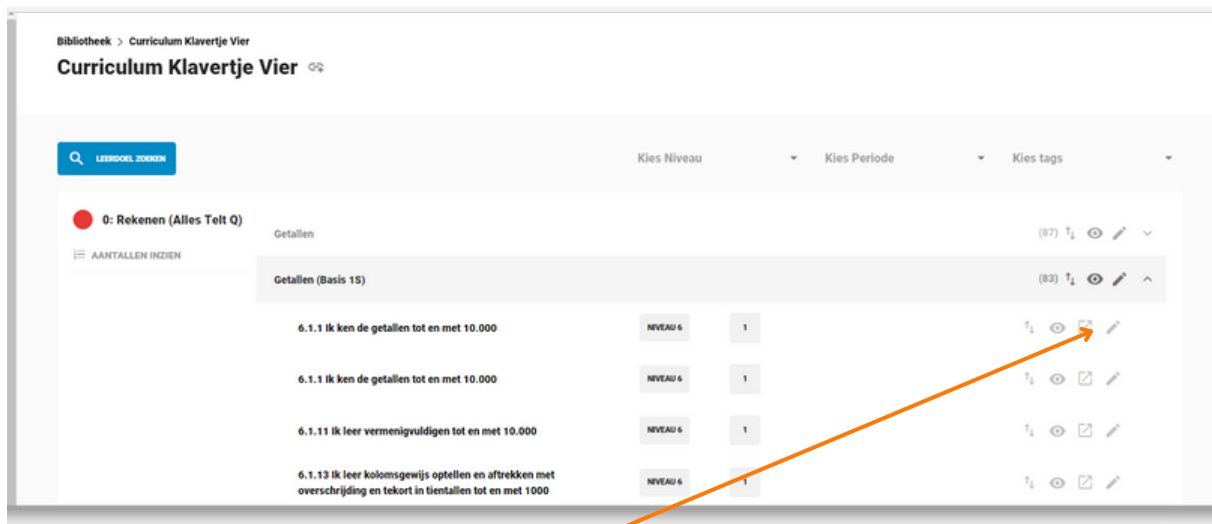 Bibliotheek > Curriculum Klavertje Vier
Curriculum Klavertje Vier
LEERDOEL ZOEKEN
Kies Niveau
Kies Periode
Kies tags
0: Rekenen (Alles Telt Q)
AANTALLEN INZIEN
Getallen
(87)
Getallen (Basis 1S)
(83)
6.1.1 Ik ken de getallen tot en met 10.000
NIVEAU 6
1
6.1.1 Ik ken de getallen tot en met 10.000
NIVEAU 6
1
6.1.11 Ik leer vermenigvuldigen tot en met 10.000
NIVEAU 6
1
6.1.13 Ik leer kolomsgewijs optellen en aftrekken met
overschrijding en tekort in tientallen tot en met 1000
NIVEAU 6
1